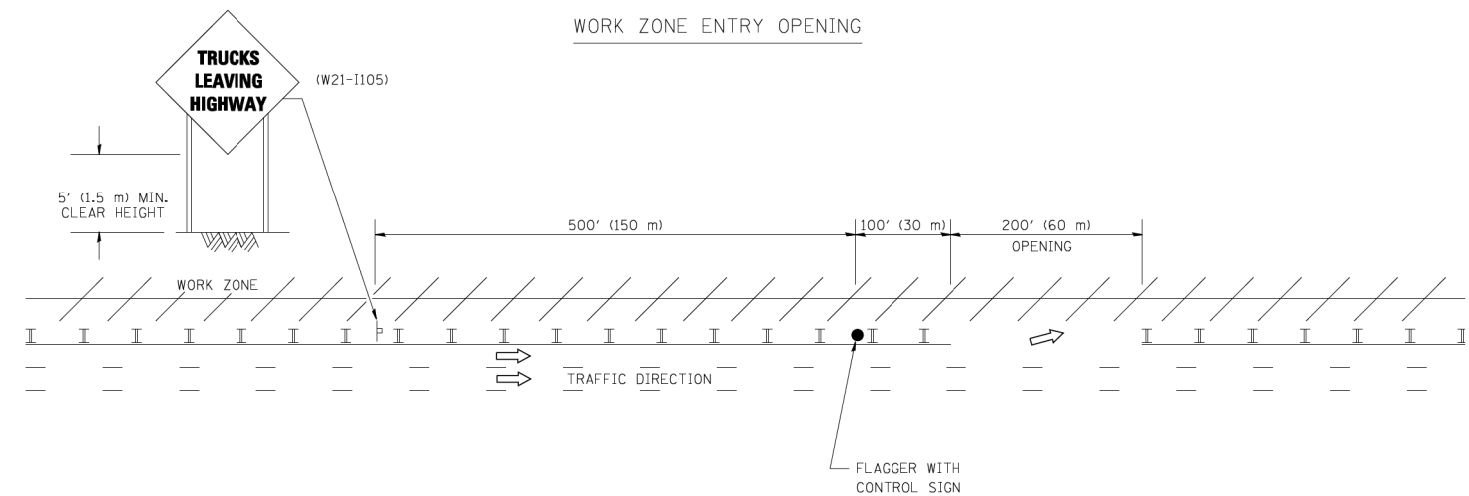 WORK ZONE ENTRY OPENING
TRUCKS
LEAVING
HIGHWAY
(W21-I105)
5' (1.5 m) MIN.
CLEAR HEIGHT
500' (150 m)
100' (30 m)
200' (60 m)
OPENING
WORK ZONE
TRAFFIC DIRECTION
FLAGGER WITH
CONTROL SIGN